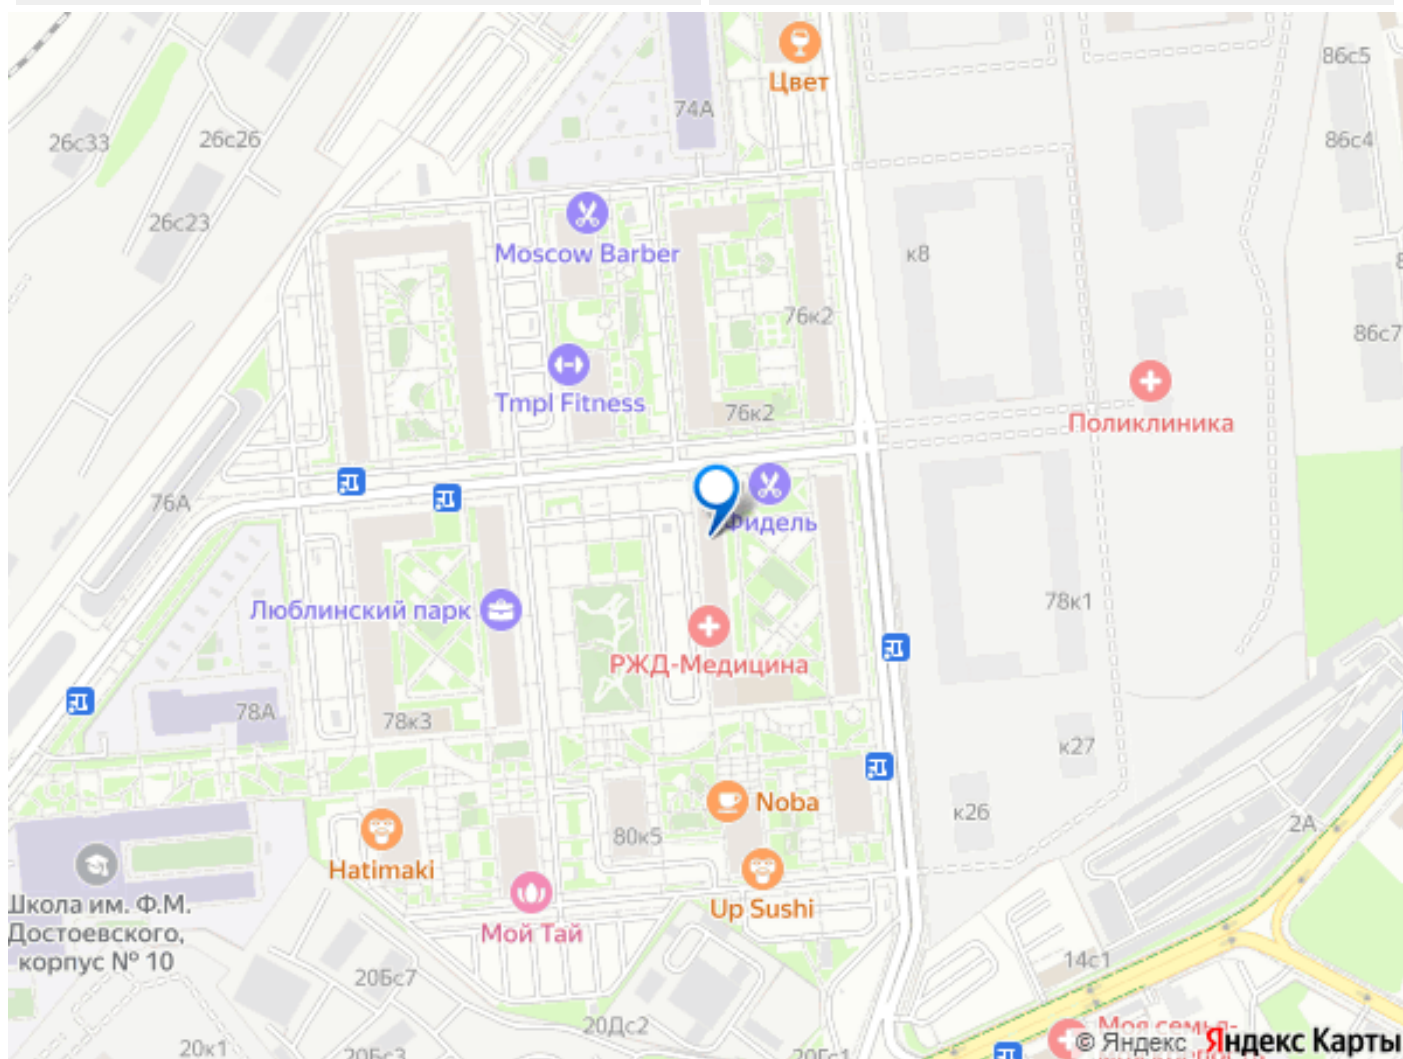 Цвет
86с5
74А
26с33
26с26
86с4
26с23
Moscow Barber
к8
76к2
86с7
Tmpl Fitness
76к2
Поликлиника
76А
Фидель
78к1
Люблинский парк
РЖД-Медицина
78А
78к3
к27
Noba
к26
80к5
2А
Hatimaki
Школа им. Ф.М.
Достоевского,
корпус № 10
Up Sushi
Мой Тай
14с1
20Бс7
20Дс2
Моя семья-
20к1
20Бс3
20Гс1
© Яндекс Яндекс Карты